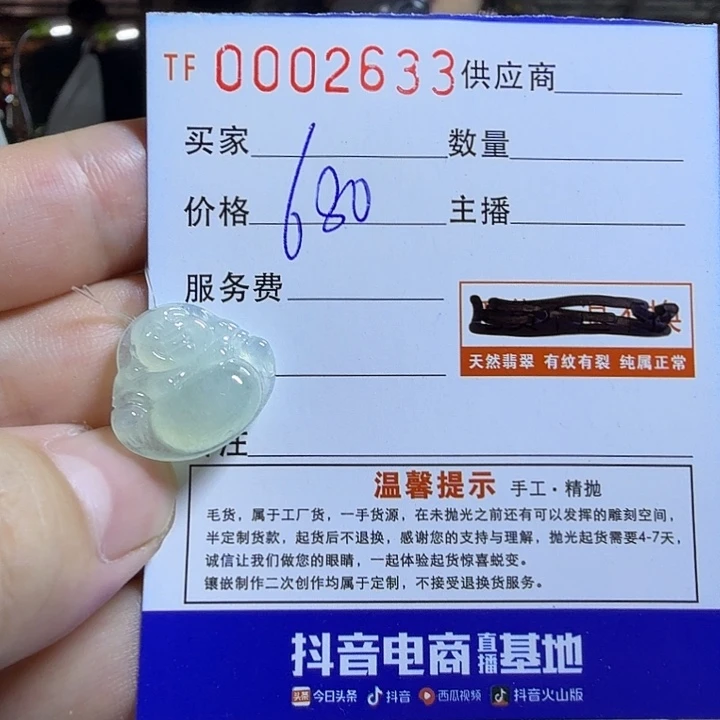 TF 0002633 供应商
买家 数量
价格 680 主播
服务费
天然翡翠 有纹有裂 纯属正常
注
温馨提示 手工·精抛
毛货，属于工厂货，一手货源，在未抛光之前还有可以发挥的雕刻空间，
半定制货款，起货后不退换，感谢您的支持与理解，抛光起货需要4-7天，
诚信让我们做您的眼睛，一起体验起货惊喜蜕变。
镶嵌制作二次创作均属于定制，不接受退换货服务。
抖音电商直播基地
头条 今日头条 抖音 西瓜视频 抖音火山版